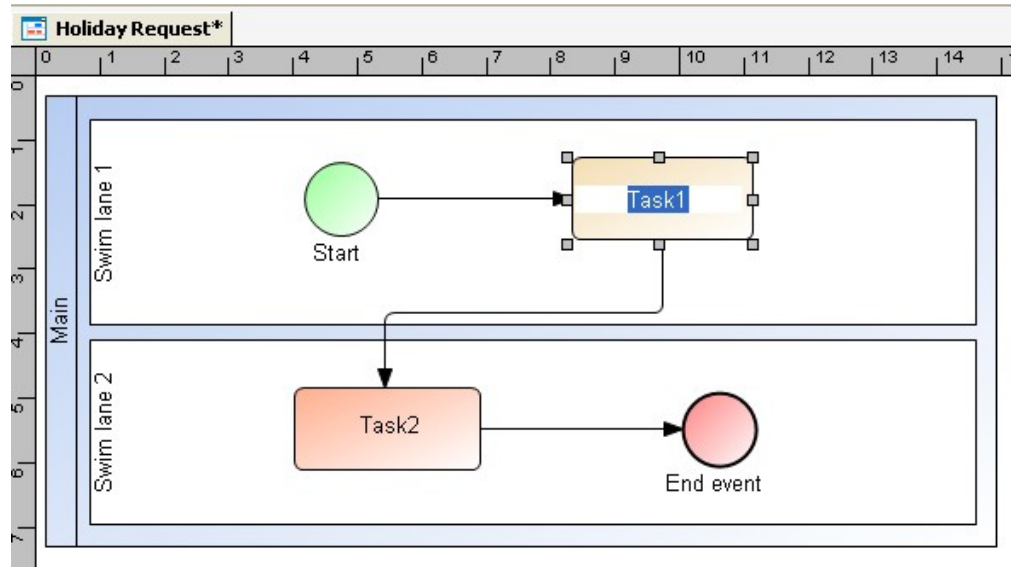 Holiday Request*
0 1 2 3 4 5 6 7 8 9 10 11 12 13 14
0
1
2
3
4
5
6
7
Main
Swim lane 1
Start
Task1
Swim lane 2
Task2
End event